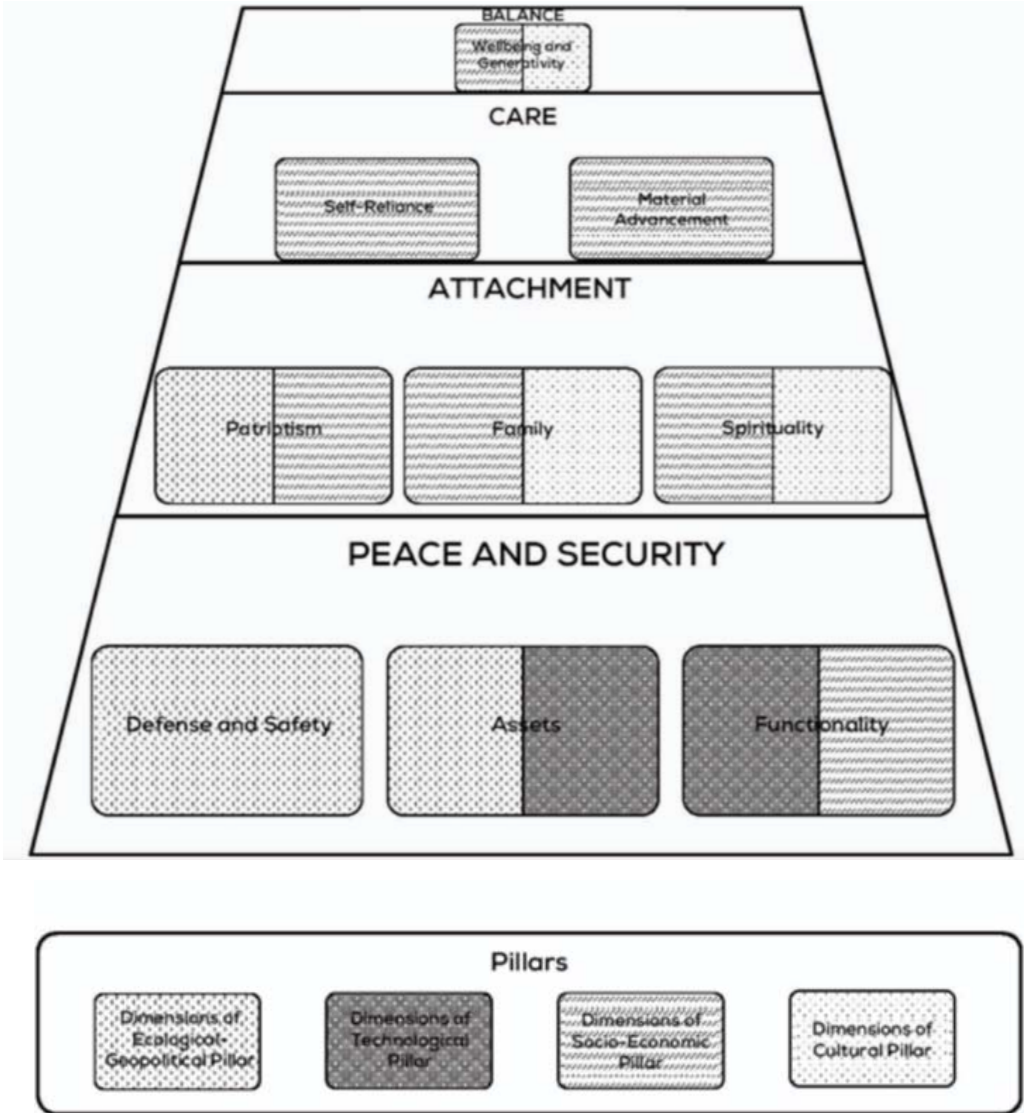 BALANCE
Wellbeing and
Generativity
CARE
Self-Reliance
Material
Advancement
ATTACHMENT
Patriotism
Family
Spirituality
PEACE AND SECURITY
Defense and Safety
Assets
Functionality
Pillars
Dimensions of
Ecological-
Geopolitical Pillar
Dimensions of
Technological
Pillar
Dimensions of
Socio-Economic
Pillar
Dimensions of
Cultural Pillar